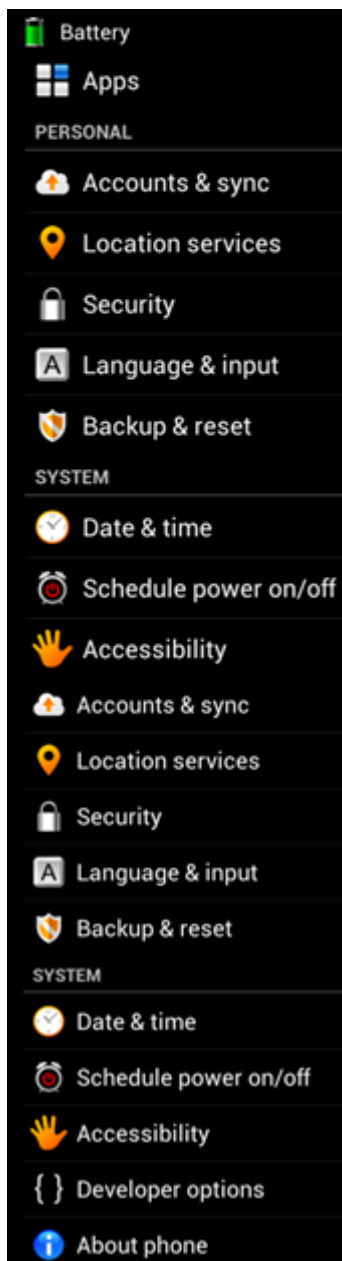 Battery
Apps
PERSONAL
Accounts & sync
Location services
Security
A Language & input
Backup & reset
SYSTEM
Date & time
Schedule power on/off
Accessibility
Accounts & sync
Location services
Security
A Language & input
Backup & reset
SYSTEM
Date & time
Schedule power on/off
Accessibility
{ } Developer options
i About phone